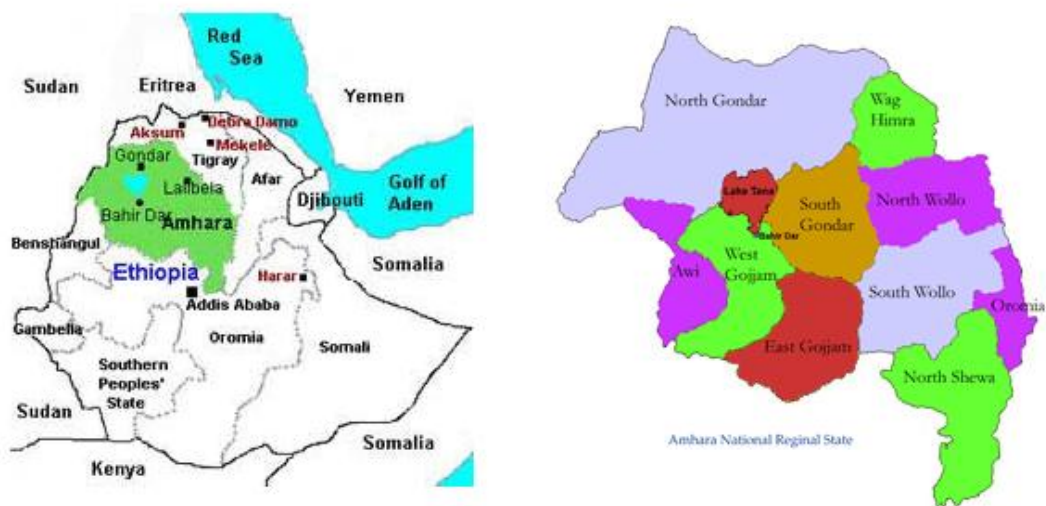 Red
Sea
Sudan
Eritrea
Yemen
Debra Damo
Aksum
Mekele
Gondar
Tigray
Lalibela
Afar
Golf of
Aden
Djibouti
Bahir Dar
Amhara
Benshangul
Somalia
Ethiopia
Harar
Addis Ababa
Gambella
Oromia
Somali
Southern
Peoples'
State
Sudan
Somalia
Kenya
North Gondar
Wag
Himra
Lake Tana
North Wollo
South
Gondar
Bahir Dar
West
Gojjam
Awi
South Wollo
Oromia
East Gojjam
North Shewa
Amhara National Reginal State